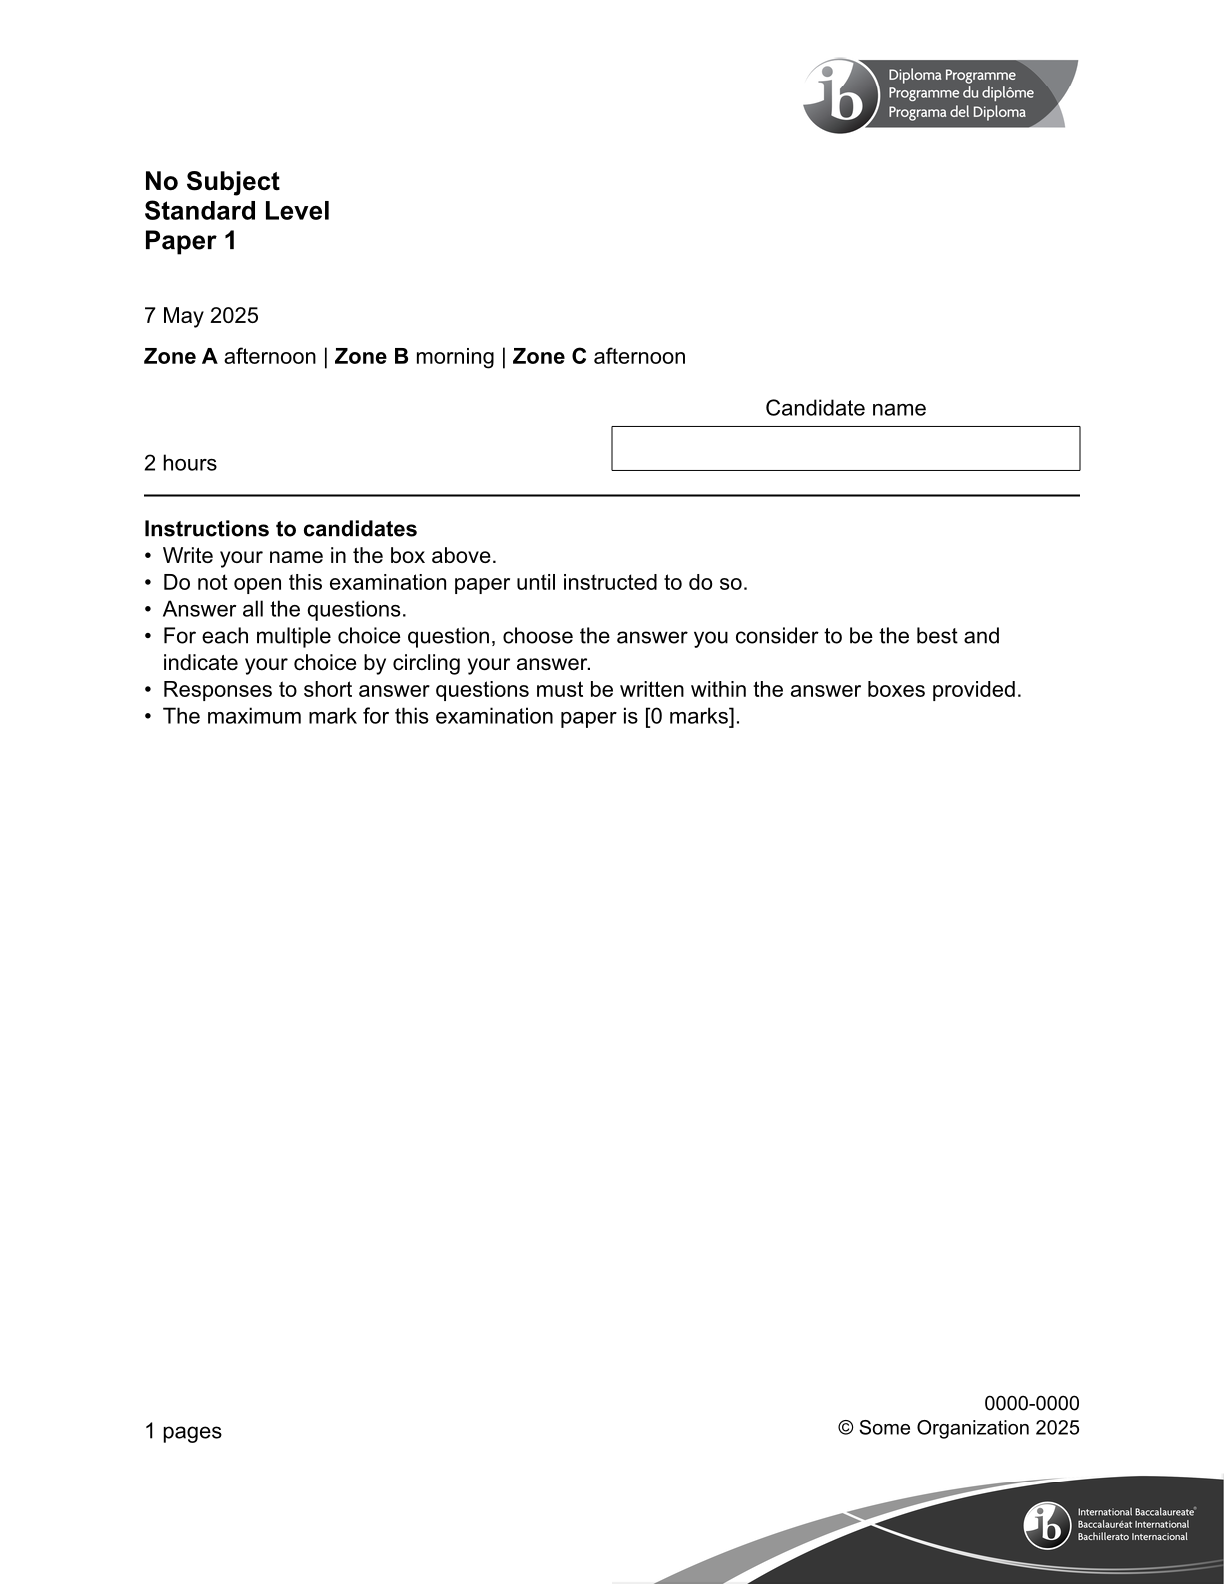 ib
Diploma Programme
Programme du diplôme
Programa del Diploma
No Subject
Standard Level
Paper 1
7 May 2025
Zone A afternoon | Zone B morning | Zone C afternoon
Candidate name
2 hours
Instructions to candidates
• Write your name in the box above.
• Do not open this examination paper until instructed to do so.
• Answer all the questions.
• For each multiple choice question, choose the answer you consider to be the best and
indicate your choice by circling your answer.
• Responses to short answer questions must be written within the answer boxes provided.
• The maximum mark for this examination paper is [0 marks].
0000-0000
1 pages
© Some Organization 2025
ib
International Baccalaureate®
Baccalauréat International
Bachillerato Internacional